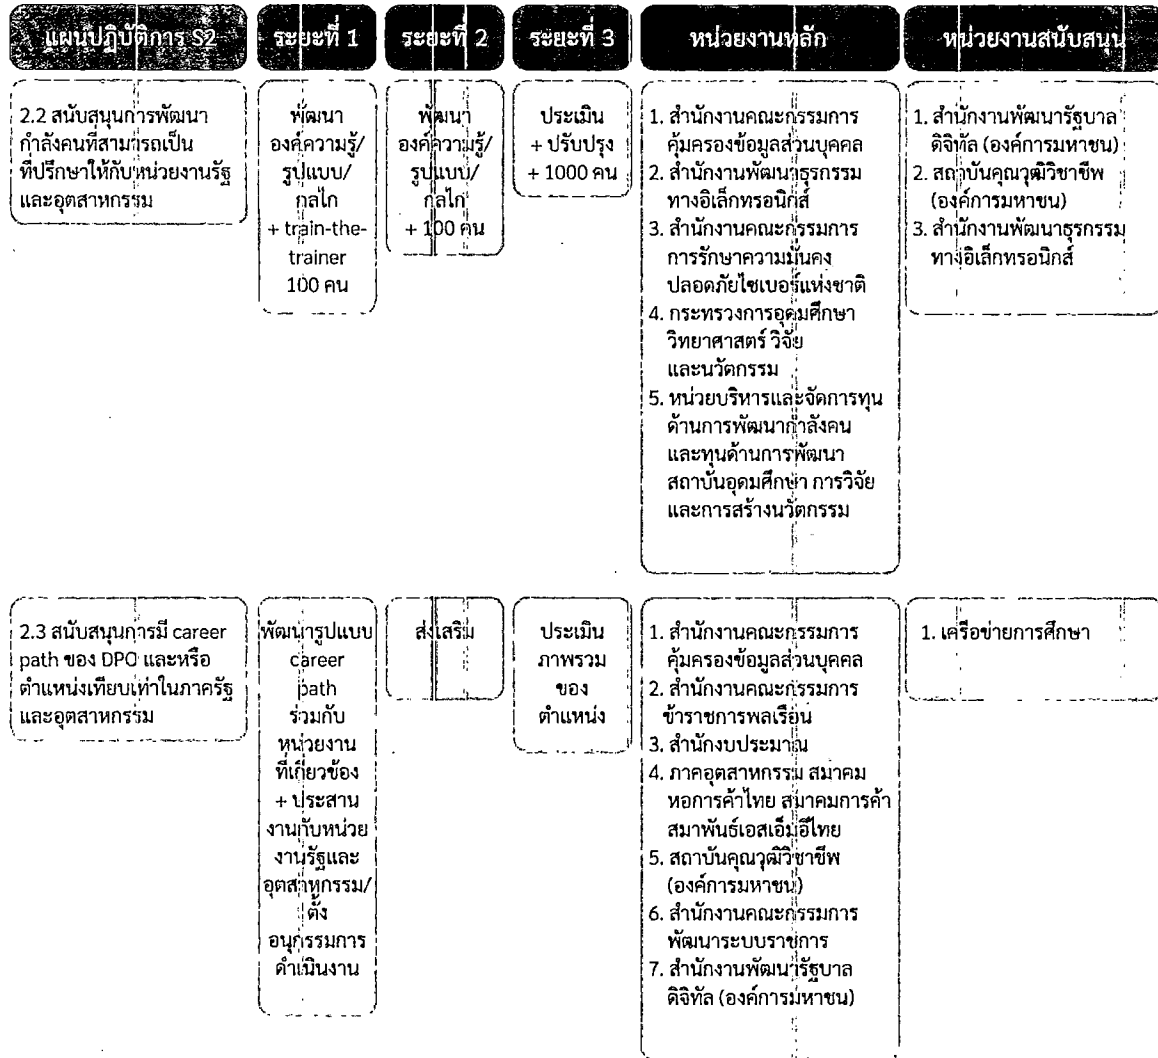 แผนปฏิบัติการ S2
ระยะที่ 1
ระยะที่ 2
ระยะที่ 3
หน่วยงานหลัก
หน่วยงานสนับสนุน
2.2 สนับสนุนการพัฒนา
กำลังคนที่สามารถเป็น
ที่ปรึกษาให้กับหน่วยงานรัฐ
และอุตสาหกรรม
พัฒนา
องค์ความรู้/
รูปแบบ/
กลไก
+ train-the-
trainer
100 คน
พัฒนา
องค์ความรู้/
รูปแบบ/
กลไก
+ 100 คน
ประเมิน
+ ปรับปรุง
+ 1000 คน
1. สำนักงานคณะกรรมการ
คุ้มครองข้อมูลส่วนบุคคล
2. สำนักงานพัฒนาธุรกรรม
ทางอิเล็กทรอนิกส์
3. สำนักงานคณะกรรมการ
การรักษาความมั่นคง
ปลอดภัยไซเบอร์แห่งชาติ
4. กระทรวงการอุดมศึกษา
วิทยาศาสตร์ วิจัย
และนวัตกรรม
5. หน่วยบริหารและจัดการทุน
ด้านการพัฒนากำลังคน
และทุนด้านการพัฒนา
สถาบันอุดมศึกษา การวิจัย
และการสร้างนวัตกรรม
1. สำนักงานพัฒนารัฐบาล
ดิจิทัล (องค์การมหาชน)
2. สถาบันคุณวุฒิวิชาชีพ
(องค์การมหาชน)
3. สำนักงานพัฒนาธุรกรรม
ทางอิเล็กทรอนิกส์
2.3 สนับสนุนการมี career
path ของ DPO และหรือ
ตำแหน่งเทียบเท่าในภาครัฐ
และอุตสาหกรรม
พัฒนารูปแบบ
career
path
ร่วมกับ
หน่วยงาน
ที่เกี่ยวข้อง
+ ประสาน
งานกับหน่วย
งานรัฐและ
อุตสาหกรรม/
ตั้ง
อนุกรรมการ
ดำเนินงาน
ส่งเสริม
ประเมิน
ภาพรวม
ของ
ตำแหน่ง
1. สำนักงานคณะกรรมการ
คุ้มครองข้อมูลส่วนบุคคล
2. สำนักงานคณะกรรมการ
ข้าราชการพลเรือน
3. สำนักงบประมาณ
4. ภาคอุตสาหกรรม สมาคม
หอการค้าไทย สมาคมการค้า
สมาพันธ์เอสเอ็มอีไทย
5. สถาบันคุณวุฒิวิชาชีพ
(องค์การมหาชน)
6. สำนักงานคณะกรรมการ
พัฒนาระบบราชการ
7. สำนักงานพัฒนารัฐบาล
ดิจิทัล (องค์การมหาชน)
1. เครือข่ายการศึกษา